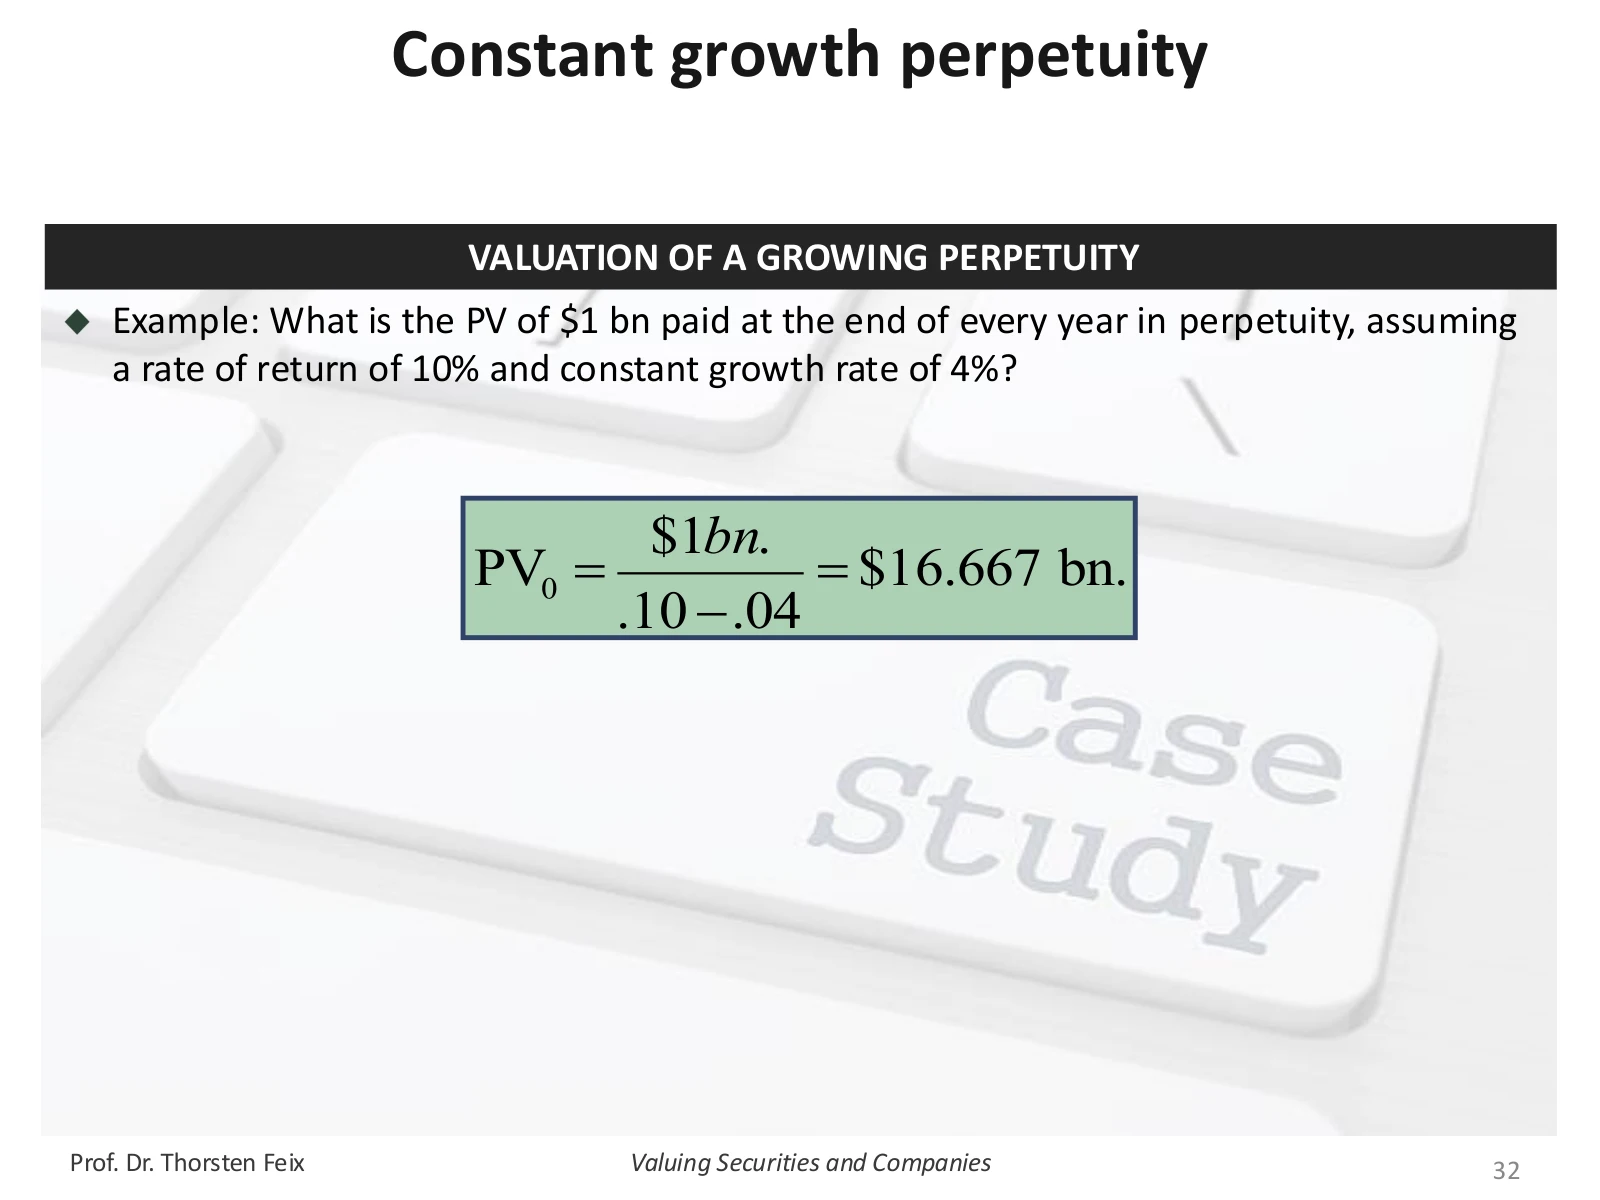 Constant growth perpetuity
VALUATION OF A GROWING PERPETUITY
◆ Example: What is the PV of $1 bn paid at the end of every year in perpetuity, assuming
a rate of return of 10% and constant growth rate of 4%?
PV₀ = $1bn. / .10 – .04 = $16.667 bn.
Case
Study
Prof. Dr. Thorsten Feix
Valuing Securities and Companies
32